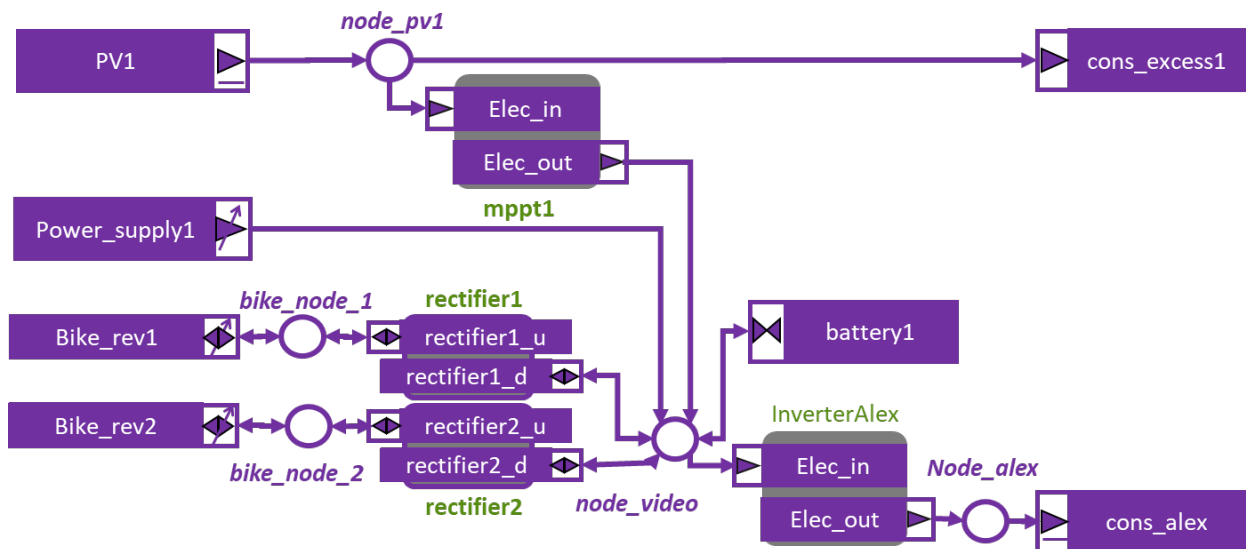 node_pv1
PV1
cons_excess1
Elec_in
Elec_out
mppt1
Power_supply1
bike_node_1
rectifier1
Bike_rev1
rectifier1_u
battery1
rectifier1_d
InverterAlex
Bike_rev2
rectifier2_u
bike_node_2
rectifier2_d
Elec_in
Node_alex
rectifier2
node_video
Elec_out
cons_alex